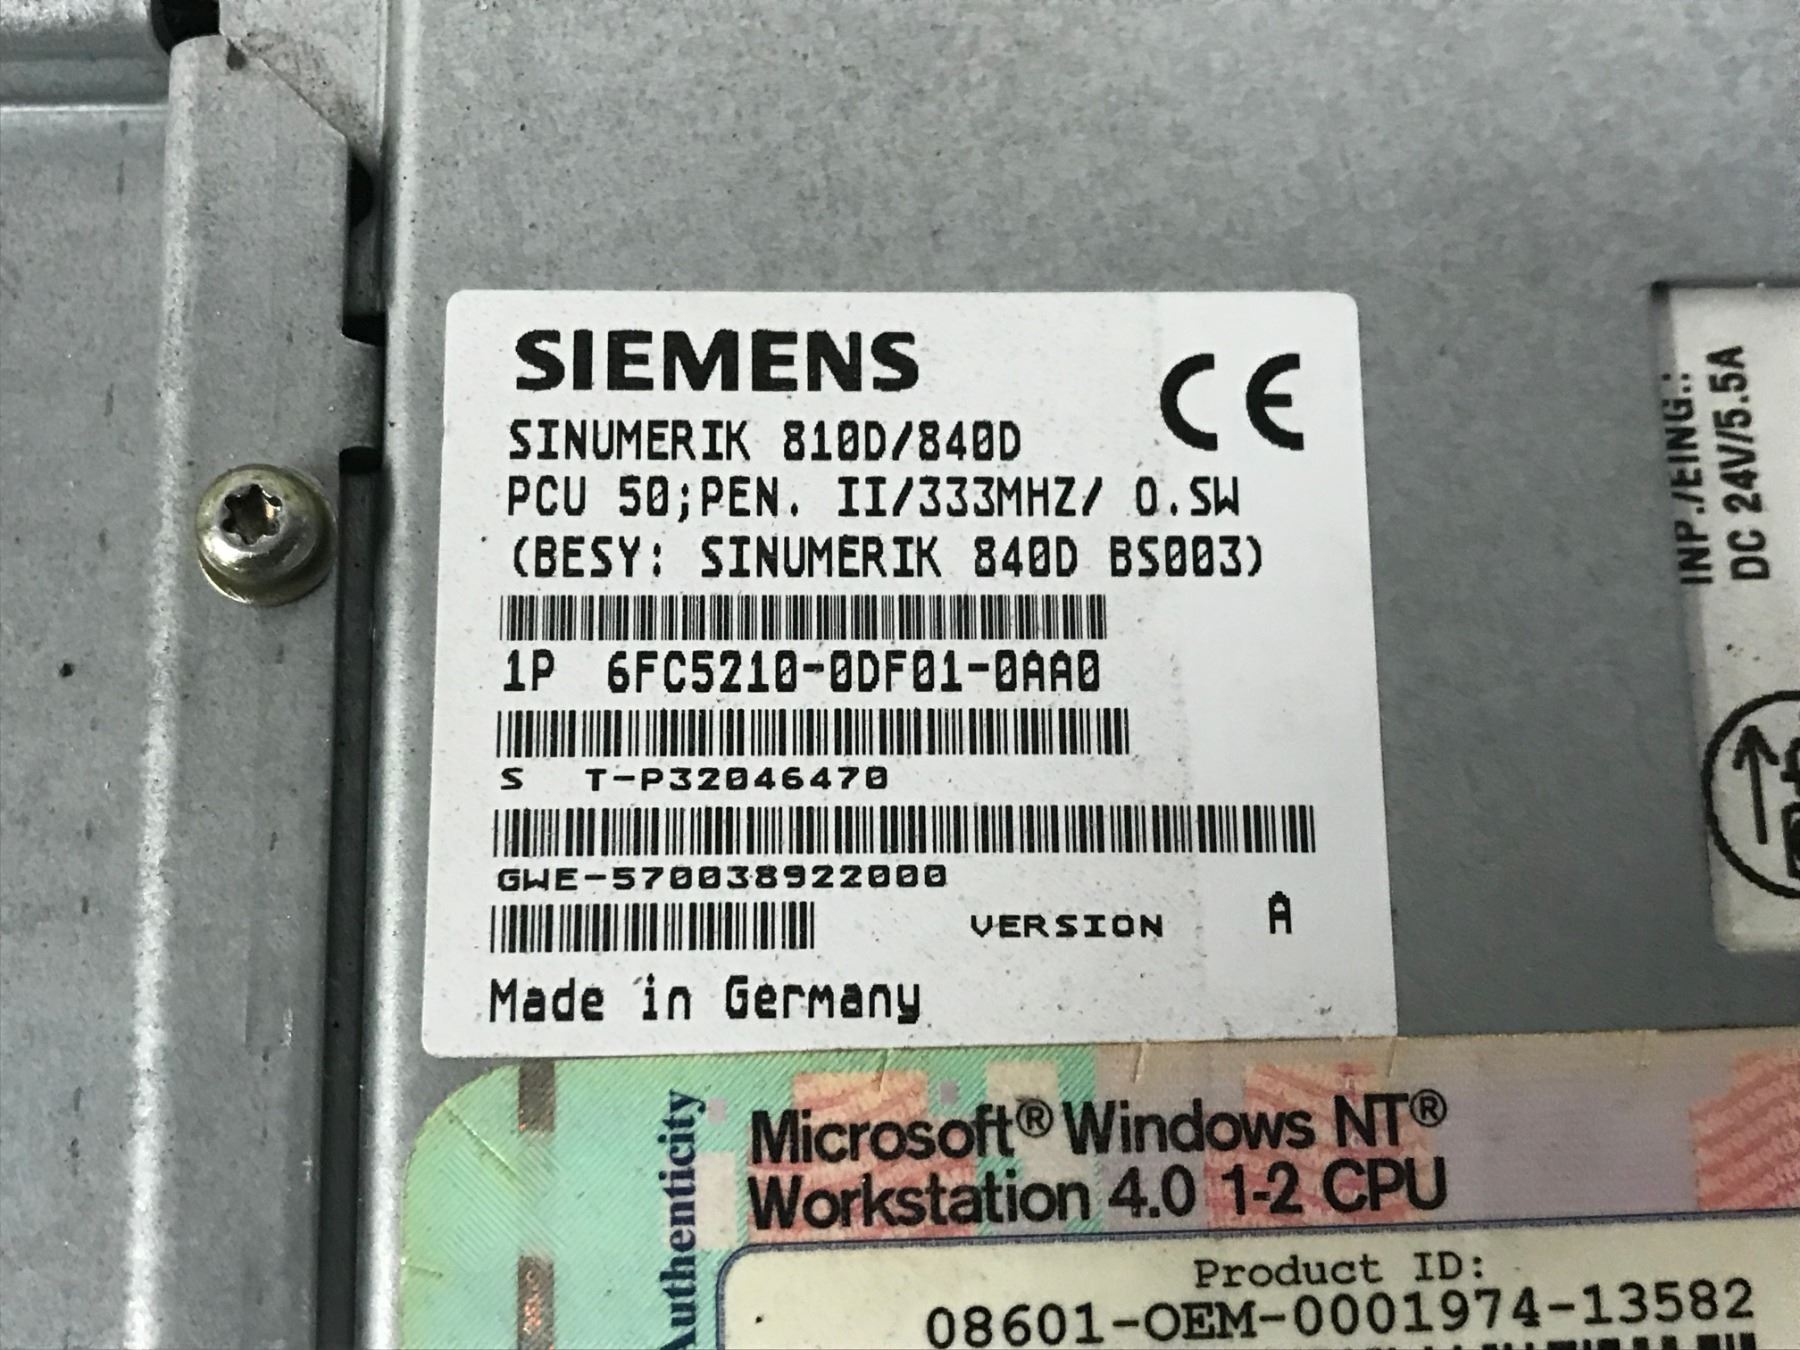 SIEMENS
CE
SINUMERIK 810D/840D
PCU 50;PEN. II/333MHZ/ O.SW
(BESY: SINUMERIK 840D BS003)
1P 6FC5210-0DF01-0AA0
S T-P32046470
GWE-570038922000
VERSION A
Made in Germany
INP./EING.:
DC 24V/5.5A
Authenticity
Microsoft® Windows NT®
Workstation 4.0 1-2 CPU
Product ID:
08601-OEM-0001974-13582